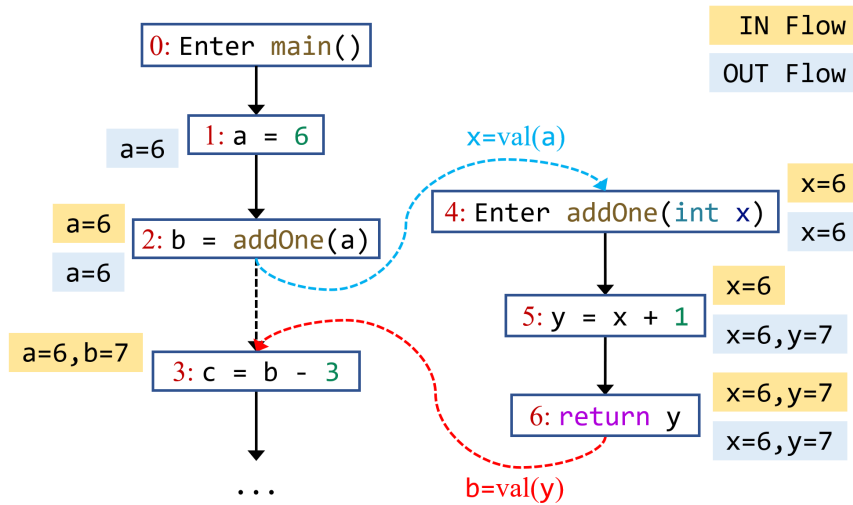 IN Flow
OUT Flow
0: Enter main()
1: a = 6
a=6
x=val(a)
a=6
2: b = addOne(a)
a=6
4: Enter addOne(int x)
x=6
x=6
x=6
5: y = x + 1
x=6,y=7
a=6,b=7
3: c = b - 3
x=6,y=7
6: return y
x=6,y=7
b=val(y)
...